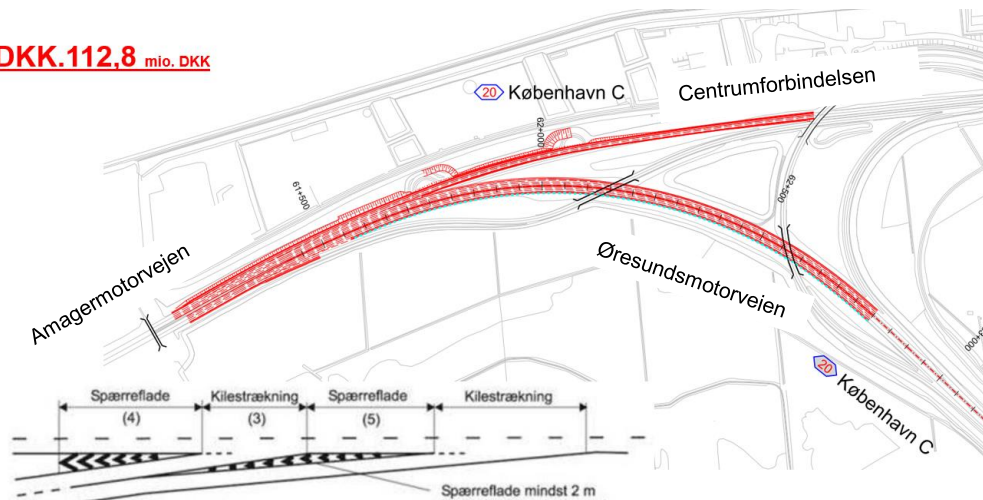 DKK.112,8 mio. DKK
Centrumforbindelsen
20 København C
62+000
61+500
62+500
Amagermotorvejen
Øresundsmotorveien
20 København C
Spærreflade Kilestrækning Spærreflade Kilestrækning
(4) (3) (5)
Spærreflade mindst 2 m